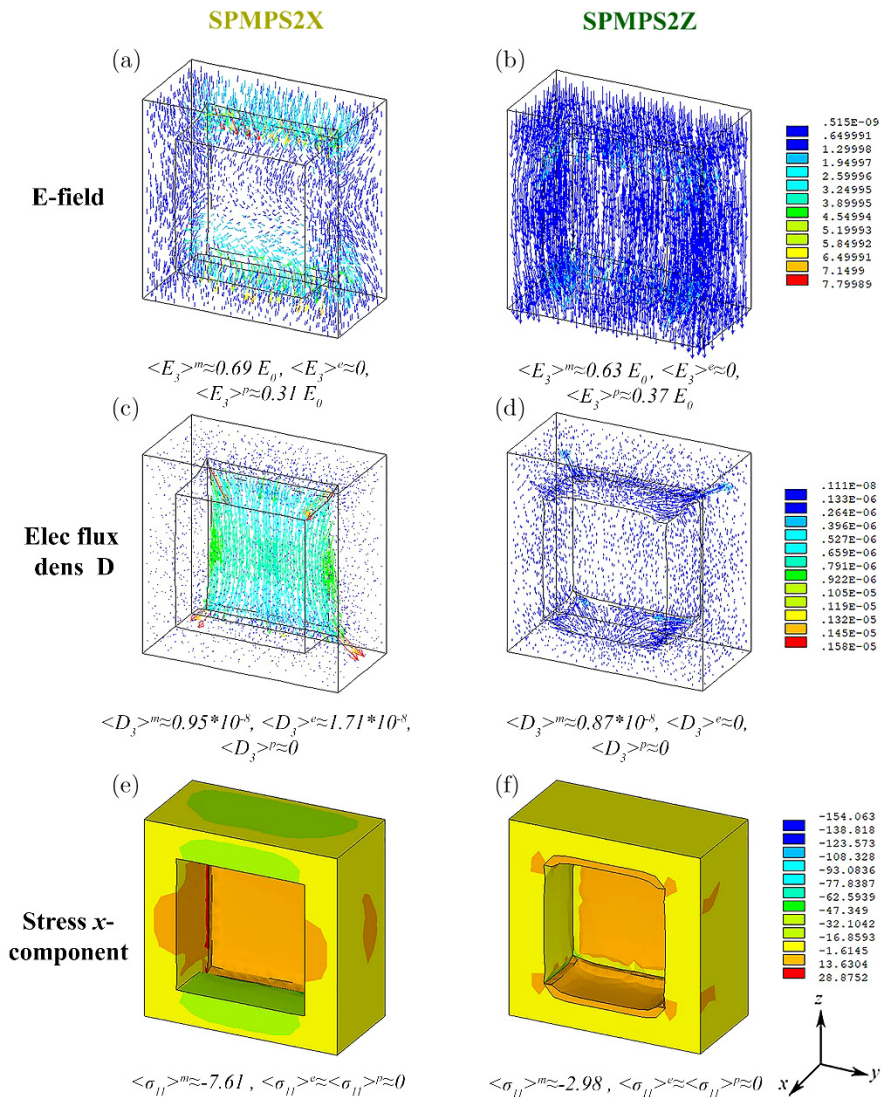 SPMPS2X
SPMPS2Z
(a)
(b)
E-field
.515E-09
.649991
1.29998
1.94997
2.59996
3.24995
3.89995
4.54994
5.19993
5.84992
6.49991
7.1499
7.79989
<E₃>ᵐ≈0.69 E₀, <E₃>ᵉ≈0,
<E₃>ᵖ≈0.31 E₀
<E₃>ᵐ≈0.63 E₀, <E₃>ᵉ≈0,
<E₃>ᵖ≈0.37 E₀
(c)
(d)
Elec flux
dens D
.111E-08
.133E-06
.264E-06
.396E-06
.527E-06
.659E-06
.791E-06
.922E-06
.105E-05
.119E-05
.132E-05
.145E-05
.158E-05
<D₃>ᵐ≈0.95*10⁻⁸, <D₃>ᵉ≈1.71*10⁻⁸,
<D₃>ᵖ≈0
<D₃>ᵐ≈0.87*10⁻⁸, <D₃>ᵉ≈0,
<D₃>ᵖ≈0
(e)
(f)
Stress x-
component
-154.063
-138.818
-123.573
-108.328
-93.0836
-77.8387
-62.5939
-47.349
-32.1042
-16.8593
-1.6145
13.6304
28.8752
z
x
y
<σ₁₁>ᵐ≈-7.61 , <σ₁₁>ᵉ≈<σ₁₁>ᵖ≈0
<σ₁₁>ᵐ≈-2.98, <σ₁₁>ᵉ≈<σ₁₁>ᵖ≈0